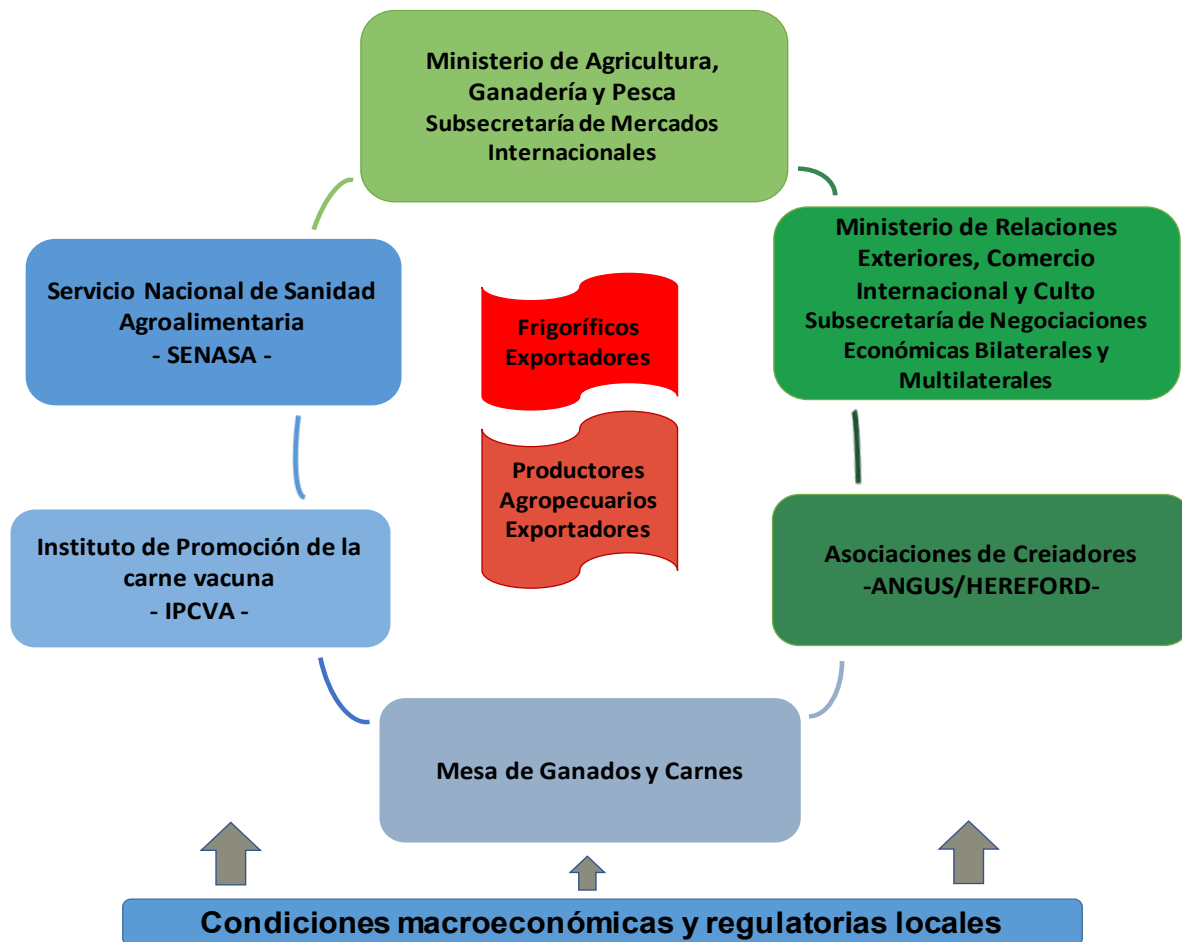 Ministerio de Agricultura,
Ganadería y Pesca
Subsecretaría de Mercados
Internacionales
Ministerio de Relaciones
Exteriores, Comercio
Internacional y Culto
Subsecretaría de Negociaciones
Económicas Bilaterales y
Multilaterales
Servicio Nacional de Sanidad
Agroalimentaria
- SENASA -
Frigoríficos
Exportadores
Productores
Agropecuarios
Exportadores
Instituto de Promoción de la
carne vacuna
- IPCVA -
Asociaciones de Creiadores
-ANGUS/HEREFORD-
Mesa de Ganados y Carnes
Condiciones macroeconómicas y regulatorias locales